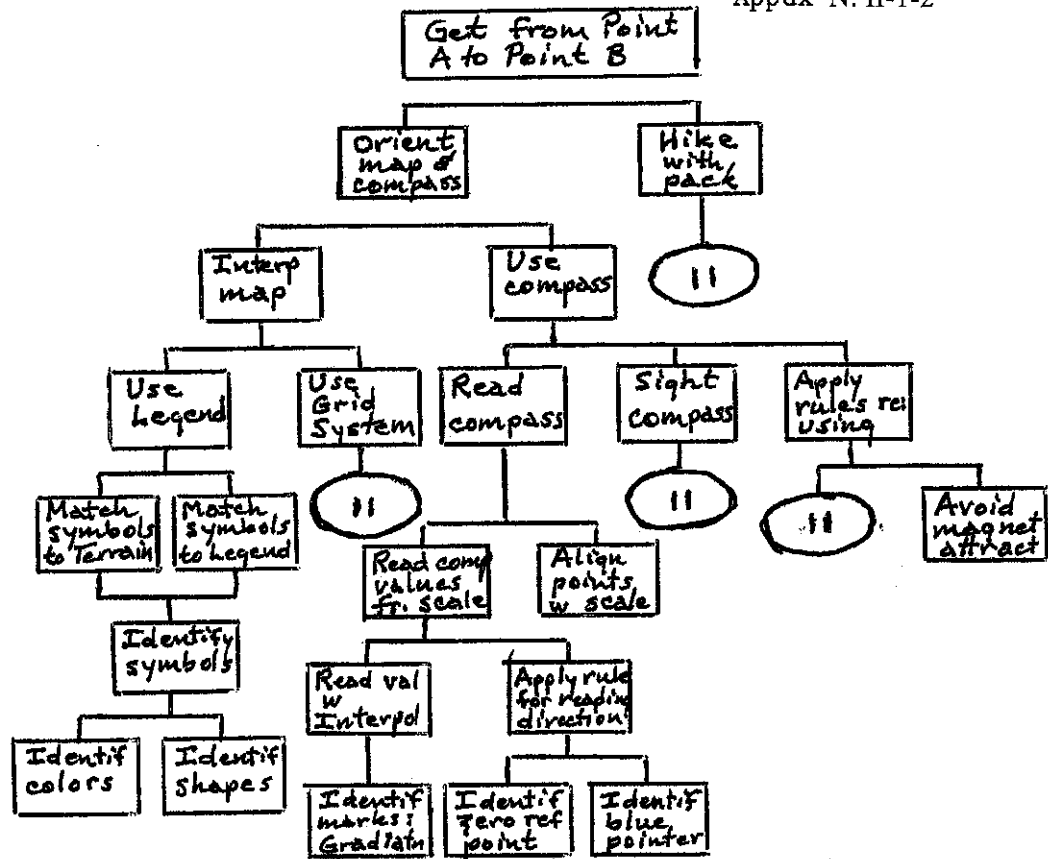 Appdx N. II-1-2
Get from Point
A to Point B
Orient
map &
compass
Hike
with
pack
Interp
map
Use
compass
11
Use
Legend
Use
Grid
System
Read
compass
Sight
compass
Apply
rules re:
using
Match
symbols
to Terrain
Match
symbols
to Legend
11
11
11
Avoid
magnet
attract
Read comp
values
fr. scale
Align
points
w scale
Identify
symbols
Read val
w
Interpol
Apply rule
for reading
direction
Identif
colors
Identif
shapes
Identif
marks:
Gradiatn
Identif
zero ref
point
Identif
blue
pointer